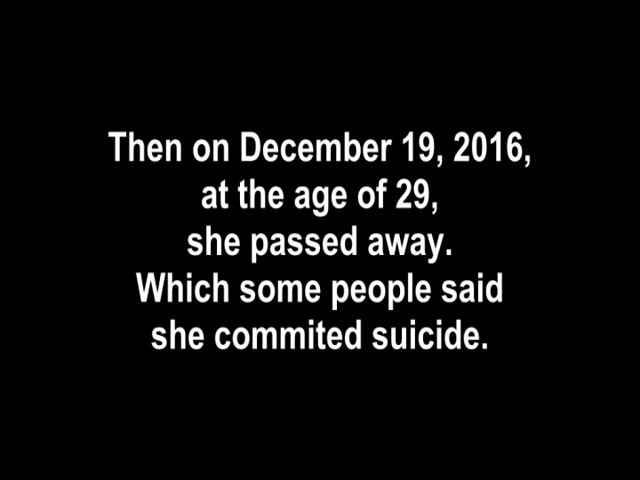 Then on December 19, 2016,
at the age of 29,
she passed away.
Which some people said
she commited suicide.